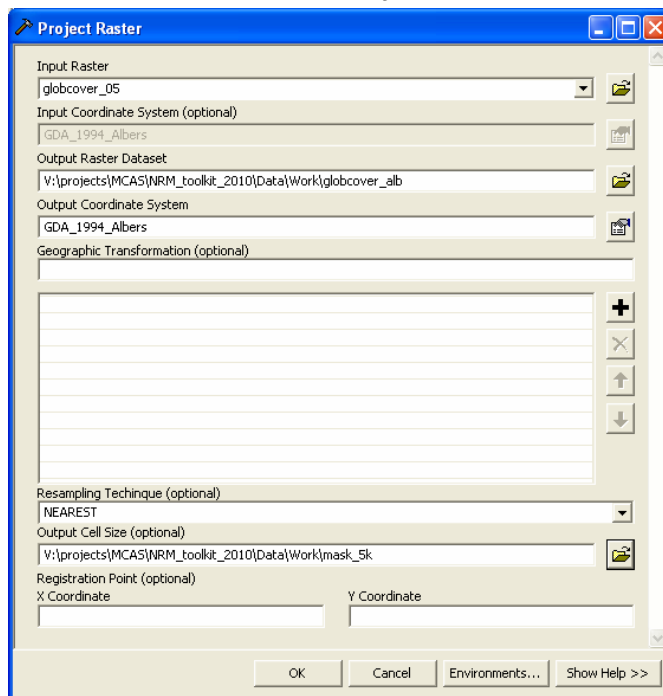 Project Raster
Input Raster
globcover_05
Input Coordinate System (optional)
GDA_1994_Albers
Output Raster Dataset
V:\projects\MCAS\NRM_toolkit_2010\Data\Work\globcover_alb
Output Coordinate System
GDA_1994_Albers
Geographic Transformation (optional)
Resampling Techinque (optional)
NEAREST
Output Cell Size (optional)
V:\projects\MCAS\NRM_toolkit_2010\Data\Work\mask_5k
Registration Point (optional)
X Coordinate Y Coordinate
OK Cancel Environments... Show Help >>